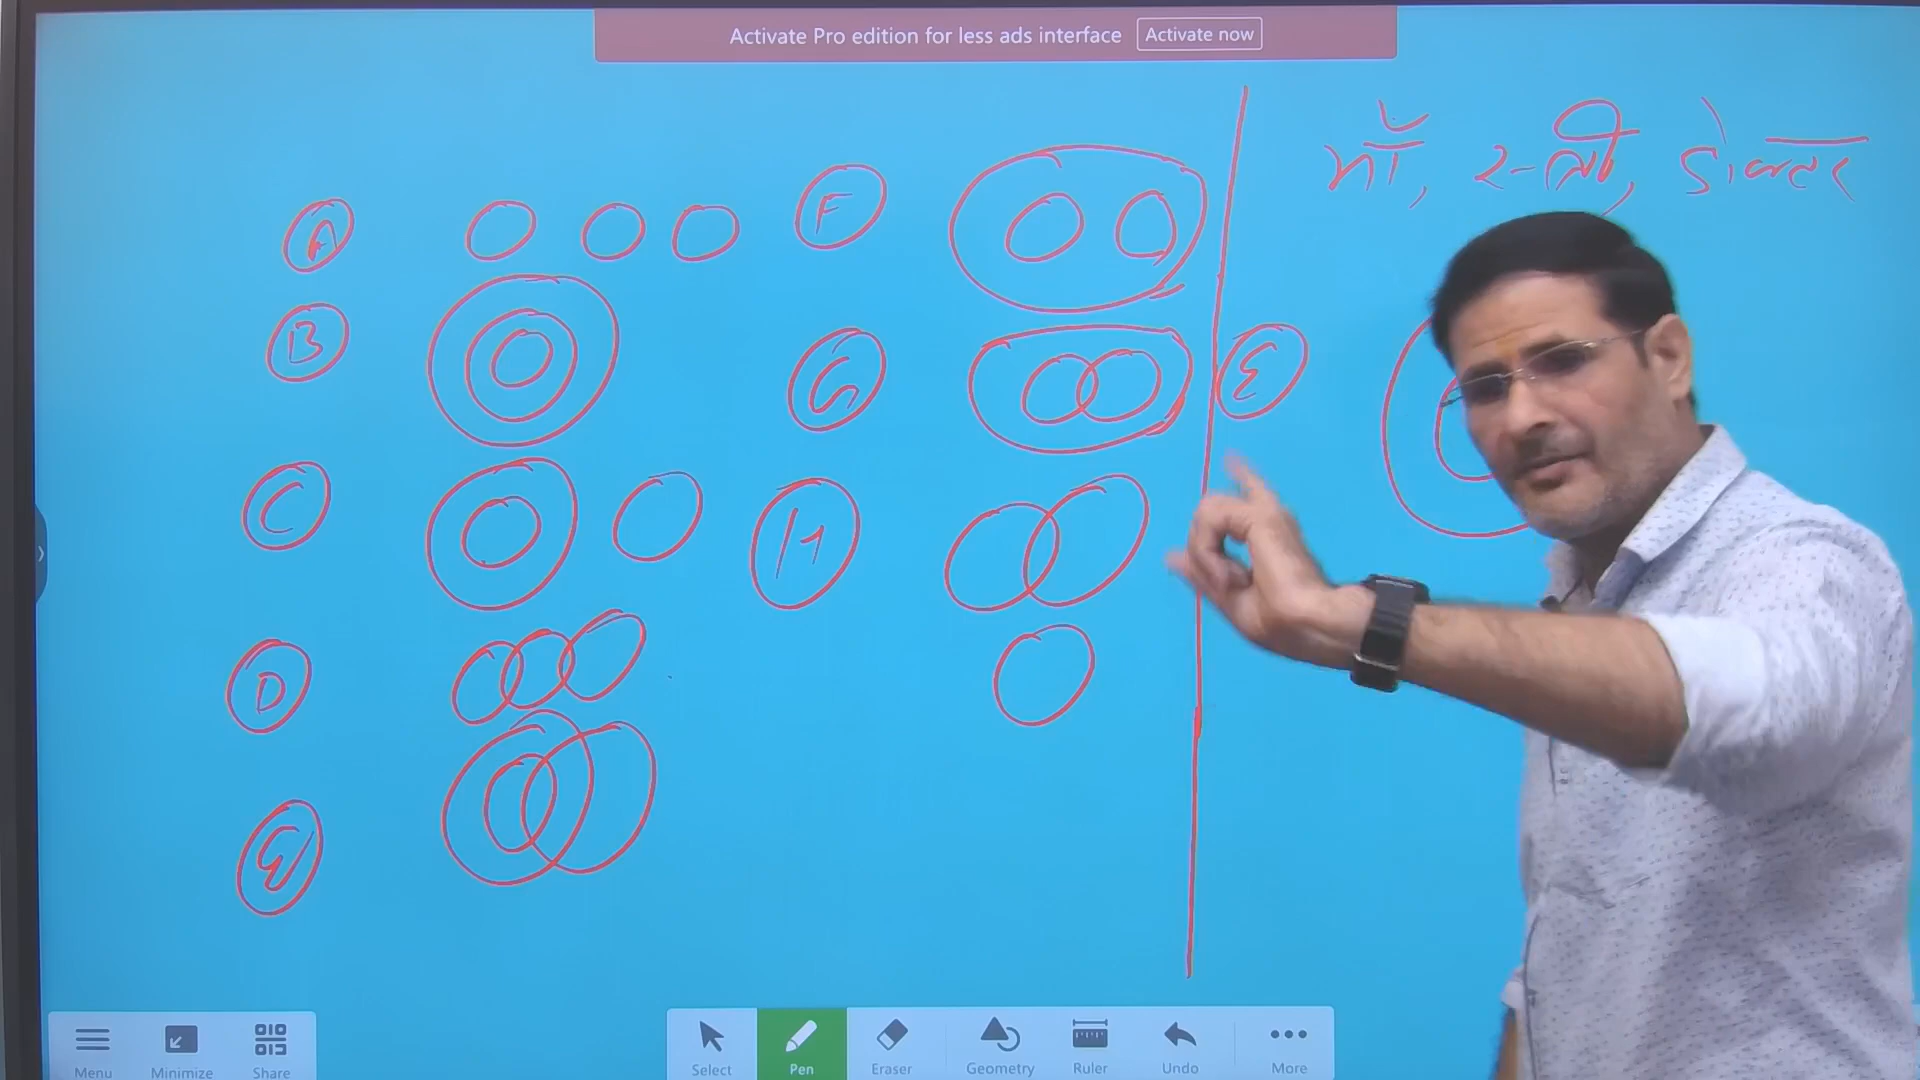 Activate Pro edition for less ads interface Activate now
माँ, स्त्री, डॉक्टर
A
F
B
G
E
C
H
D
E
Menu Minimize Share Select Pen Eraser Geometry Ruler Undo More